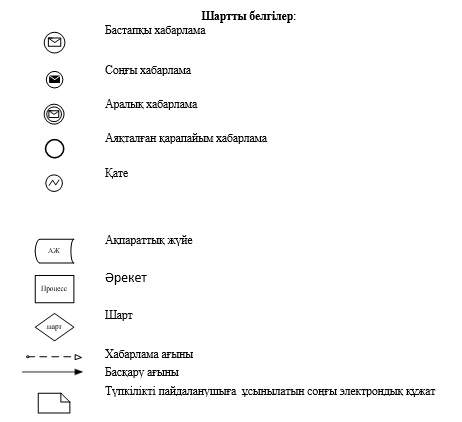 Шартты белгілер:
Бастапқы хабарлама
Соңғы хабарлама
Аралық хабарлама
Аяқталған қарапайым хабарлама
Қате
АЖ
Ақпараттық жүйе
Процесс
Әрекет
шарт
Шарт
Хабарлама ағыны
Басқару ағыны
Түпкілікті пайдаланушыға ұсынылатын соңғы электрондық құжат